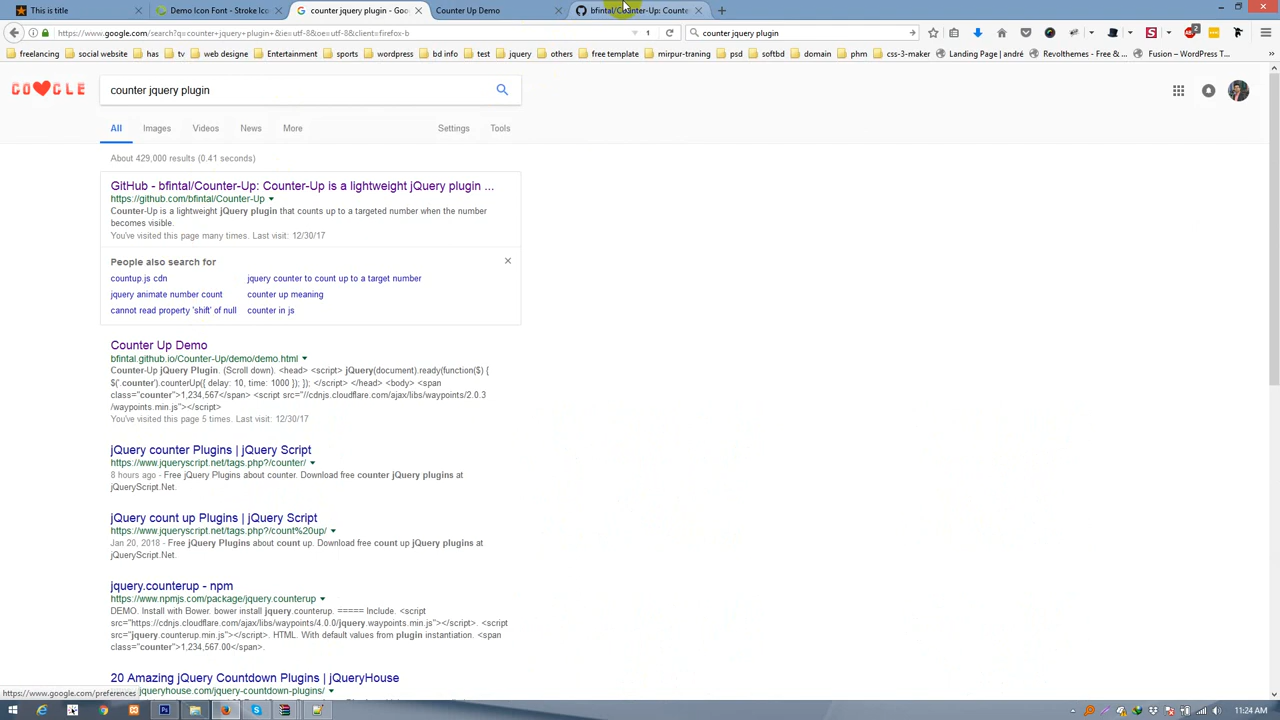 This is title
Demo Icon Font - Stroke Ico
counter jquery plugin - Go
Counter Up Demo
bfintal/Counter-Up: Counte
https://www.google.com/search?q=counter+jquery+plugin+&ie=utf-8&oe=utf-8&client=firefox-b
1
counter jquery plugin
freelancing
social website
has
tv
web designe
Entertainment
sports
wordpress
bd info
test
jquery
others
free template
mirpur-traning
psd
softbd
domain
phm
css-3-maker
Landing Page #1
Revolthemes: Front...
Fusion – WordPress T...
counter jquery plugin
All
Images
Videos
News
More
Settings
Tools
About 429,000 results (0.41 seconds)
GitHub - bfintal/Counter-Up: Counter-Up is a lightweight jQuery plugin ...
https://github.com/bfintal/Counter-Up
Counter-Up is a lightweight jQuery plugin that counts up to a targeted number when the number
becomes visible.
You've visited this page many times. Last visit: 12/30/17
People also search for
countup.js cdn
jquery counter to count up to a target number
jquery animate number count
counter up meaning
cannot read property 'shift' of null
counter in js
Counter Up Demo
bfintal.github.io/Counter-Up/demo/demo.html
Counter-Up jQuery Plugin. (Scroll down). <head> <script> jQuery(document).ready(function($) {
$('.counter').counterUp({ delay: 10, time: 1000 }); }); </script> </head> <body> <span
class="counter">1,234,567</span> <script src="//cdnjs.cloudflare.com/ajax/libs/waypoints/2.0.3
/waypoints.min.js"></script>
You've visited this page 5 times. Last visit: 12/30/17
jQuery counter Plugins | jQuery Script
https://www.jqueryscript.net/tags.php?/counter/
8 hours ago - Free jQuery Plugins about counter. Download free counter jQuery plugins at
jQueryScript.Net.
jQuery count up Plugins | jQuery Script
https://www.jqueryscript.net/tags.php?/count%20up/
Jan 20, 2018 - Free jQuery Plugins about count up. Download free count up jQuery plugins at
jQueryScript.Net.
jquery.counterup - npm
https://www.npmjs.com/package/jquery.counterup
DEMO. Install with Bower. bower install jquery.counterup. ===== Include. <script
src="https://cdnjs.cloudflare.com/ajax/libs/waypoints/4.0.0/jquery.waypoints.min.js"></script>. <script
src="jquery.counterup.min.js"></script>. HTML. With default values from plugin instantiation. <span
class="counter">1,234,567.00</span>.
20 Amazing jQuery Countdown Plugins | jQueryHouse
jqueryhouse.com/jquery-countdown-plugins/
https://www.google.com/preferences
11:24 AM